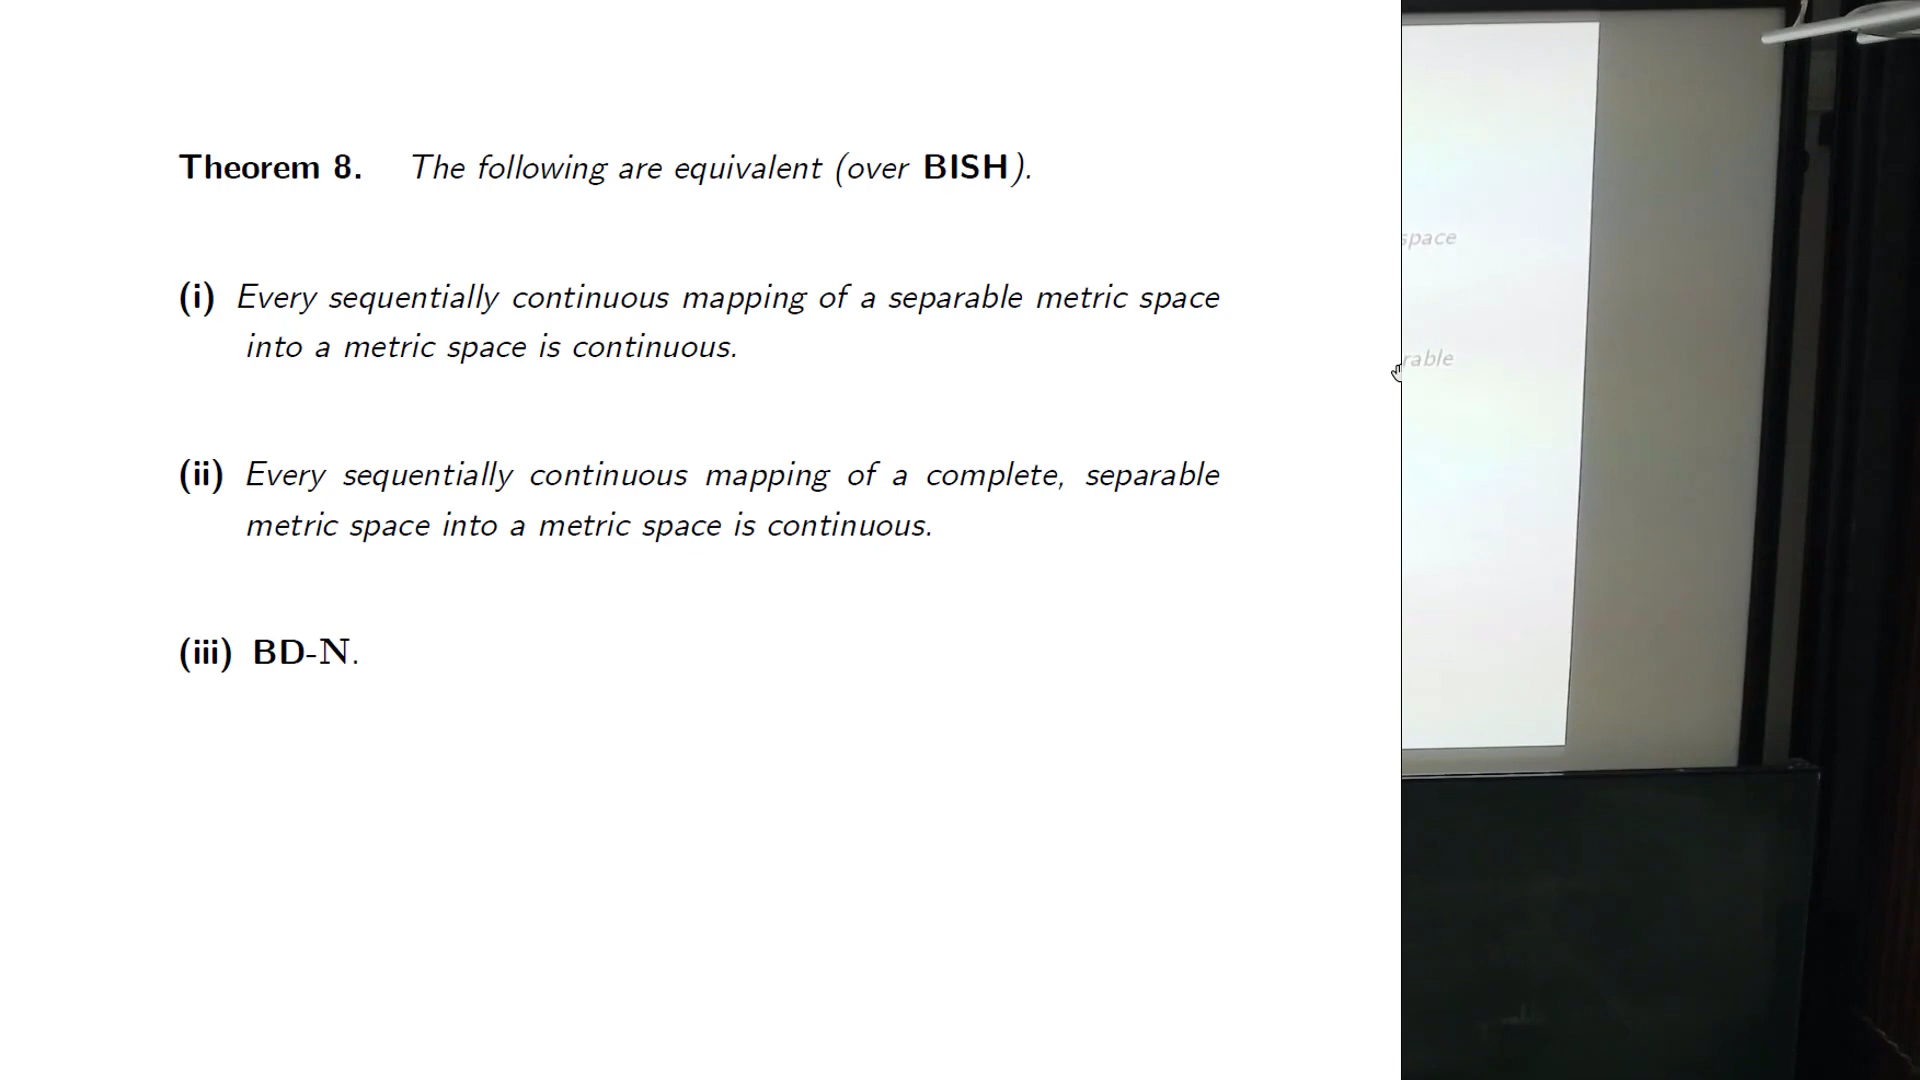 Theorem 8. The following are equivalent (over BISH).
(i) Every sequentially continuous mapping of a separable metric space
into a metric space is continuous.
(ii) Every sequentially continuous mapping of a complete, separable
metric space into a metric space is continuous.
(iii) BD-N.
space
rable